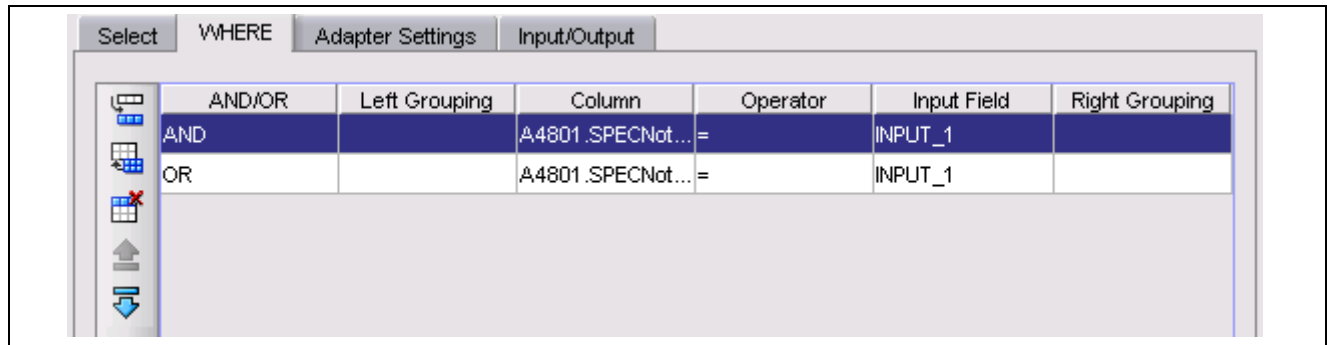 Select WHERE Adapter Settings Input/Output
AND/OR Left Grouping Column Operator Input Field Right Grouping
AND A4801.SPECNot... = INPUT_1
OR A4801.SPECNot... = INPUT_1